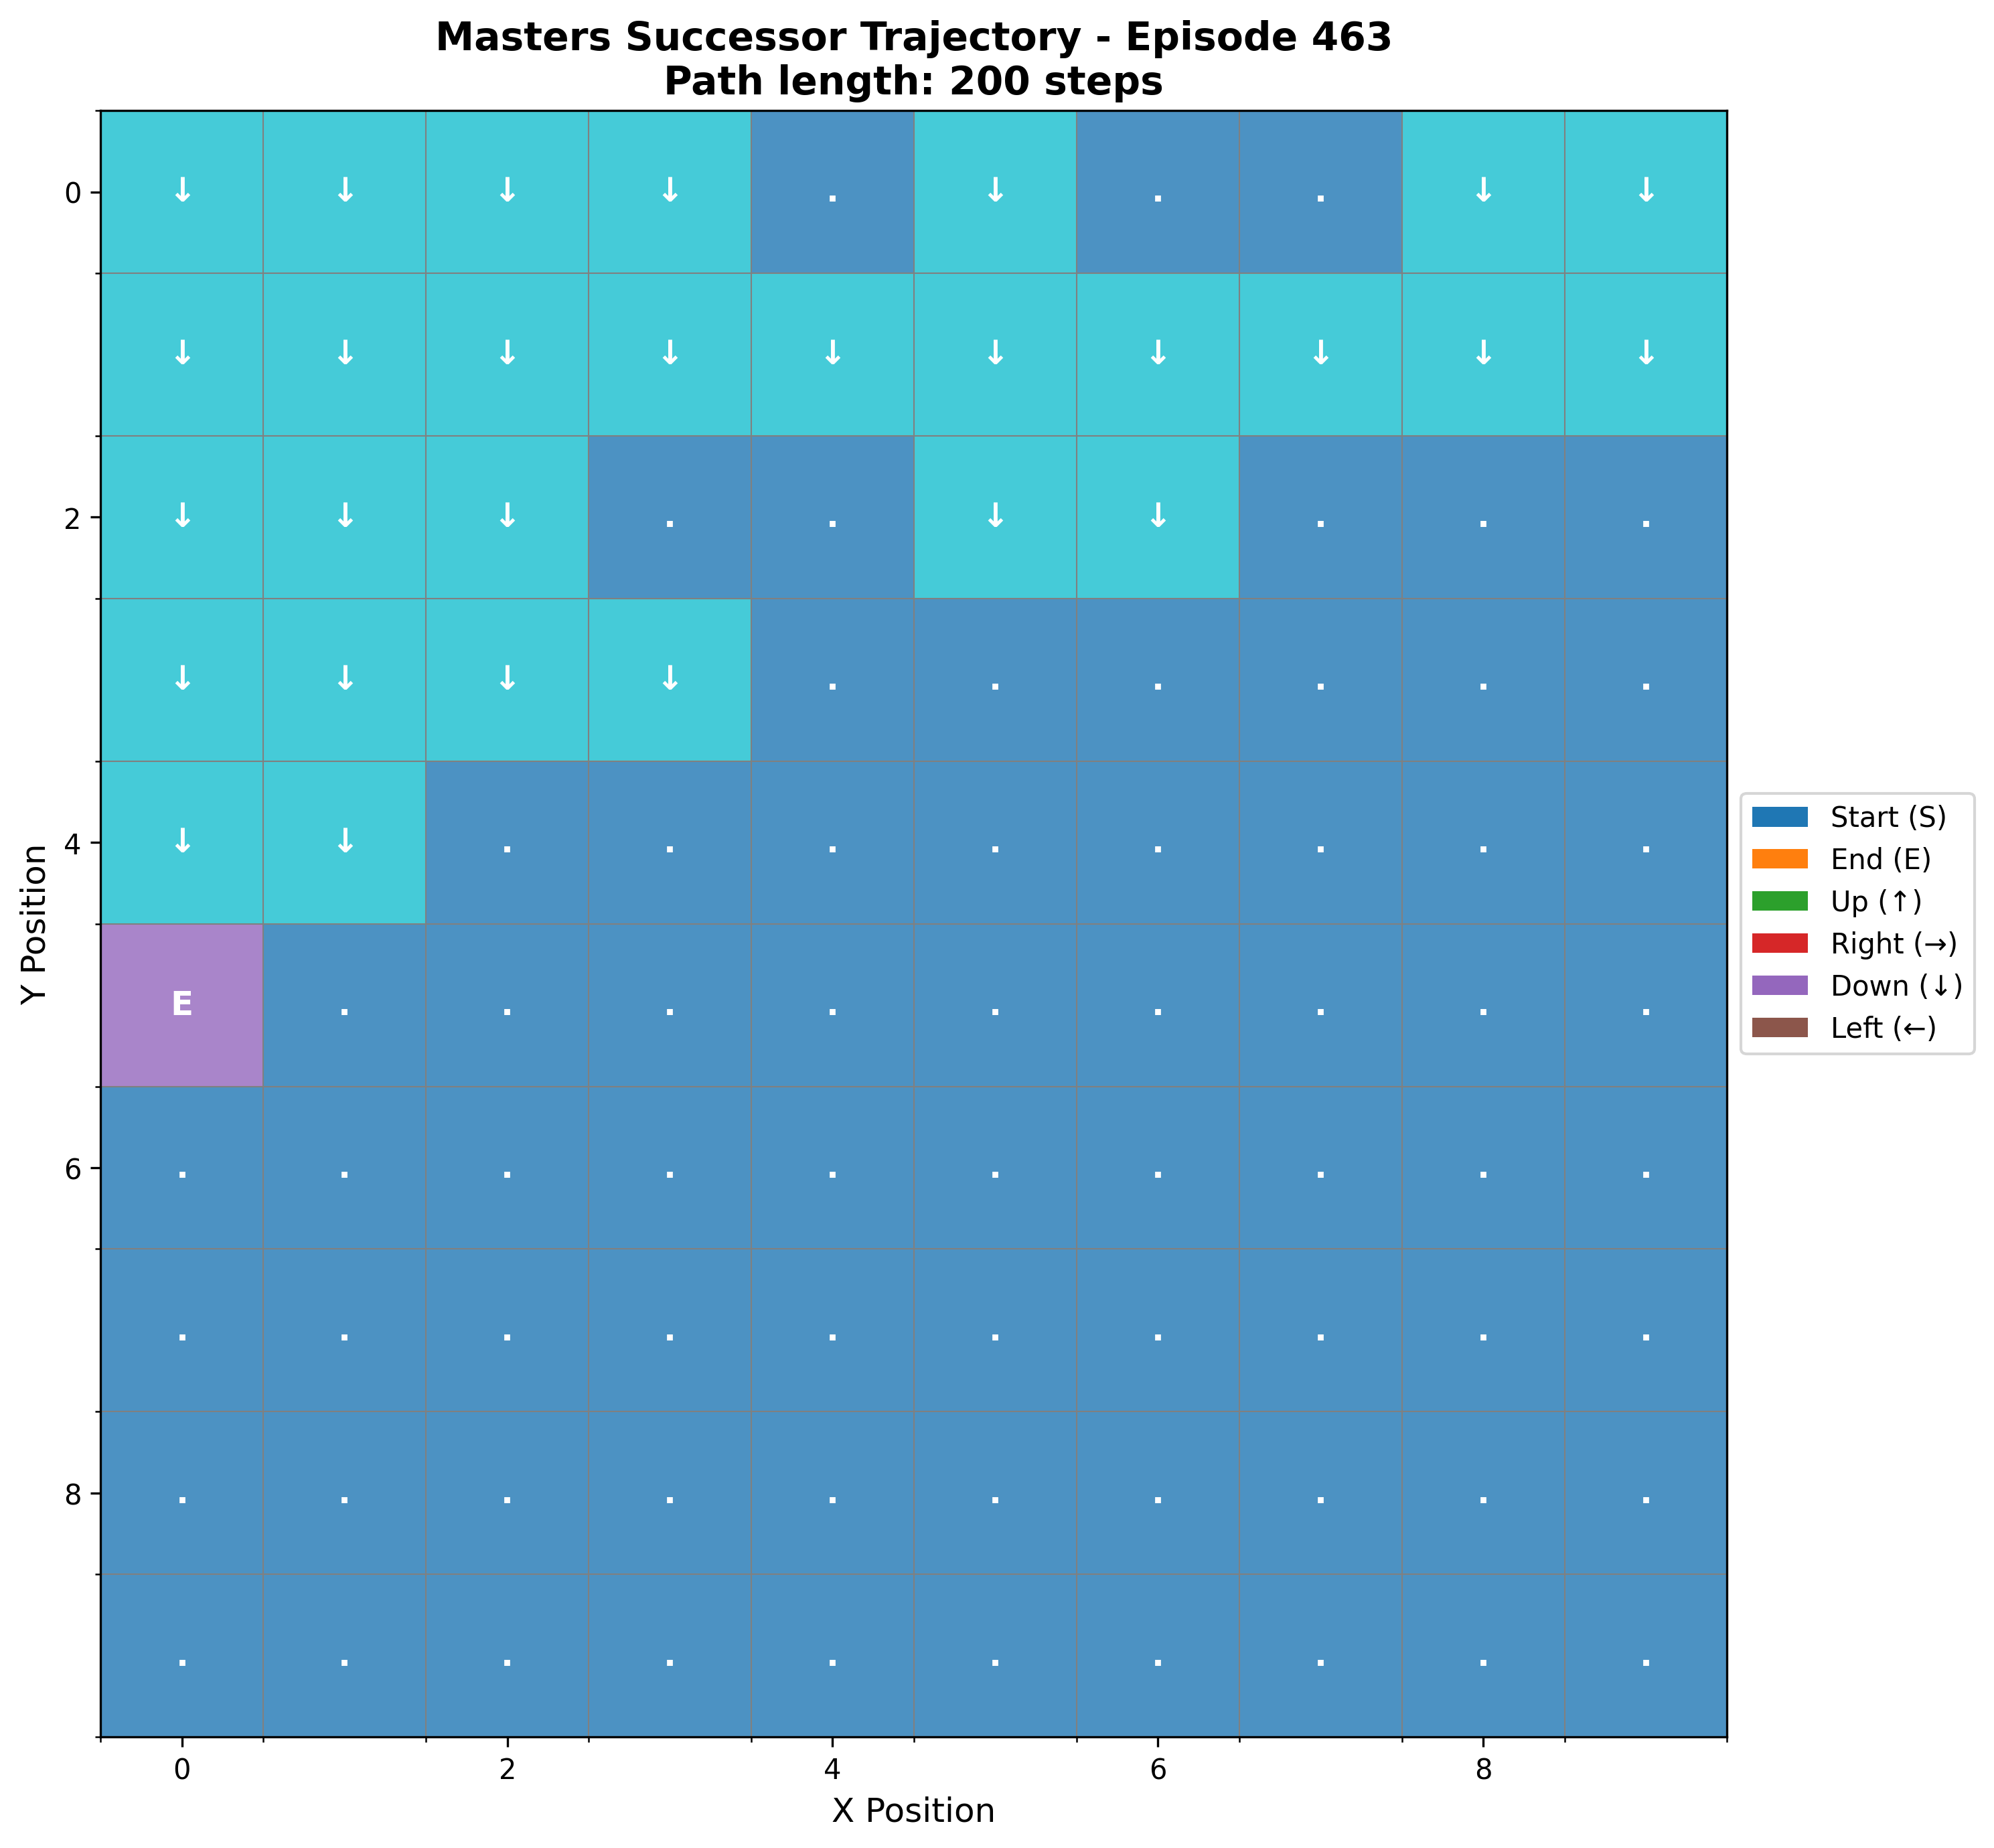 Masters Successor Trajectory - Episode 463
Path length: 200 steps
0 ↓ ↓ ↓ ↓ . ↓ . . ↓ ↓
↓ ↓ ↓ ↓ ↓ ↓ ↓ ↓ ↓ ↓
2 ↓ ↓ ↓ . . ↓ ↓ . . .
↓ ↓ ↓ ↓ . . . . . .
4 ↓ ↓ . . . . . . . .
E . . . . . . . . .
6 . . . . . . . . . .
. . . . . . . . . .
8 . . . . . . . . . .
. . . . . . . . . .
0 2 4 6 8
X Position
Y Position
Start (S)
End (E)
Up (↑)
Right (→)
Down (↓)
Left (←)